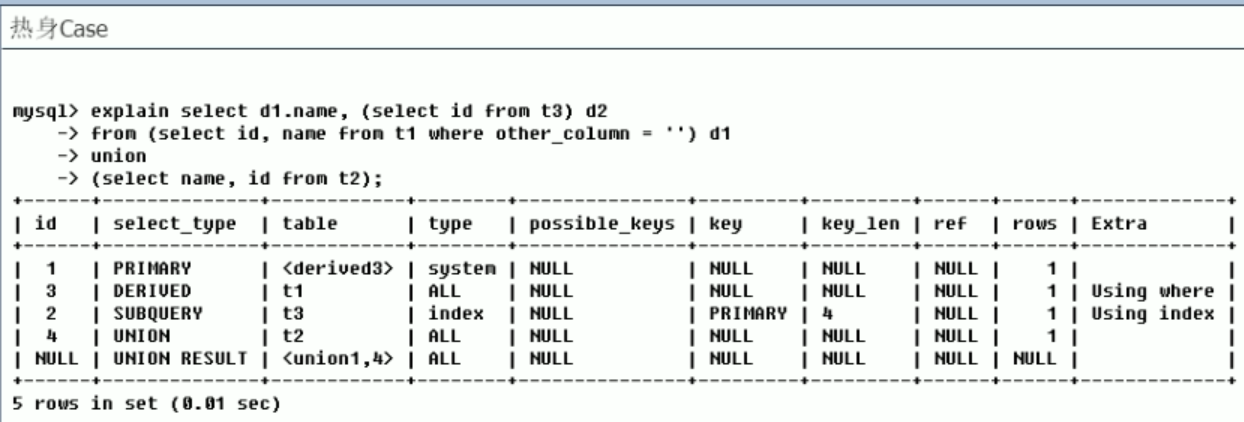 热身Case
mysql> explain select d1.name, (select id from t3) d2
-> from (select id, name from t1 where other_column = '') d1
-> union
-> (select name, id from t2);
+------+--------------+------------+--------+---------------+---------+---------+------+------+-------------+
| id | select_type | table | type | possible_keys | key | key_len | ref | rows | Extra |
+------+--------------+------------+--------+---------------+---------+---------+------+------+-------------+
| 1 | PRIMARY | <derived3> | system | NULL | NULL | NULL | NULL | 1 | |
| 3 | DERIVED | t1 | ALL | NULL | NULL | NULL | NULL | 1 | Using where |
| 2 | SUBQUERY | t3 | index | NULL | PRIMARY | 4 | NULL | 1 | Using index |
| 4 | UNION | t2 | ALL | NULL | NULL | NULL | NULL | 1 | |
| NULL | UNION RESULT | <union1,4> | ALL | NULL | NULL | NULL | NULL | NULL | |
+------+--------------+------------+--------+---------------+---------+---------+------+------+-------------+
5 rows in set (0.01 sec)